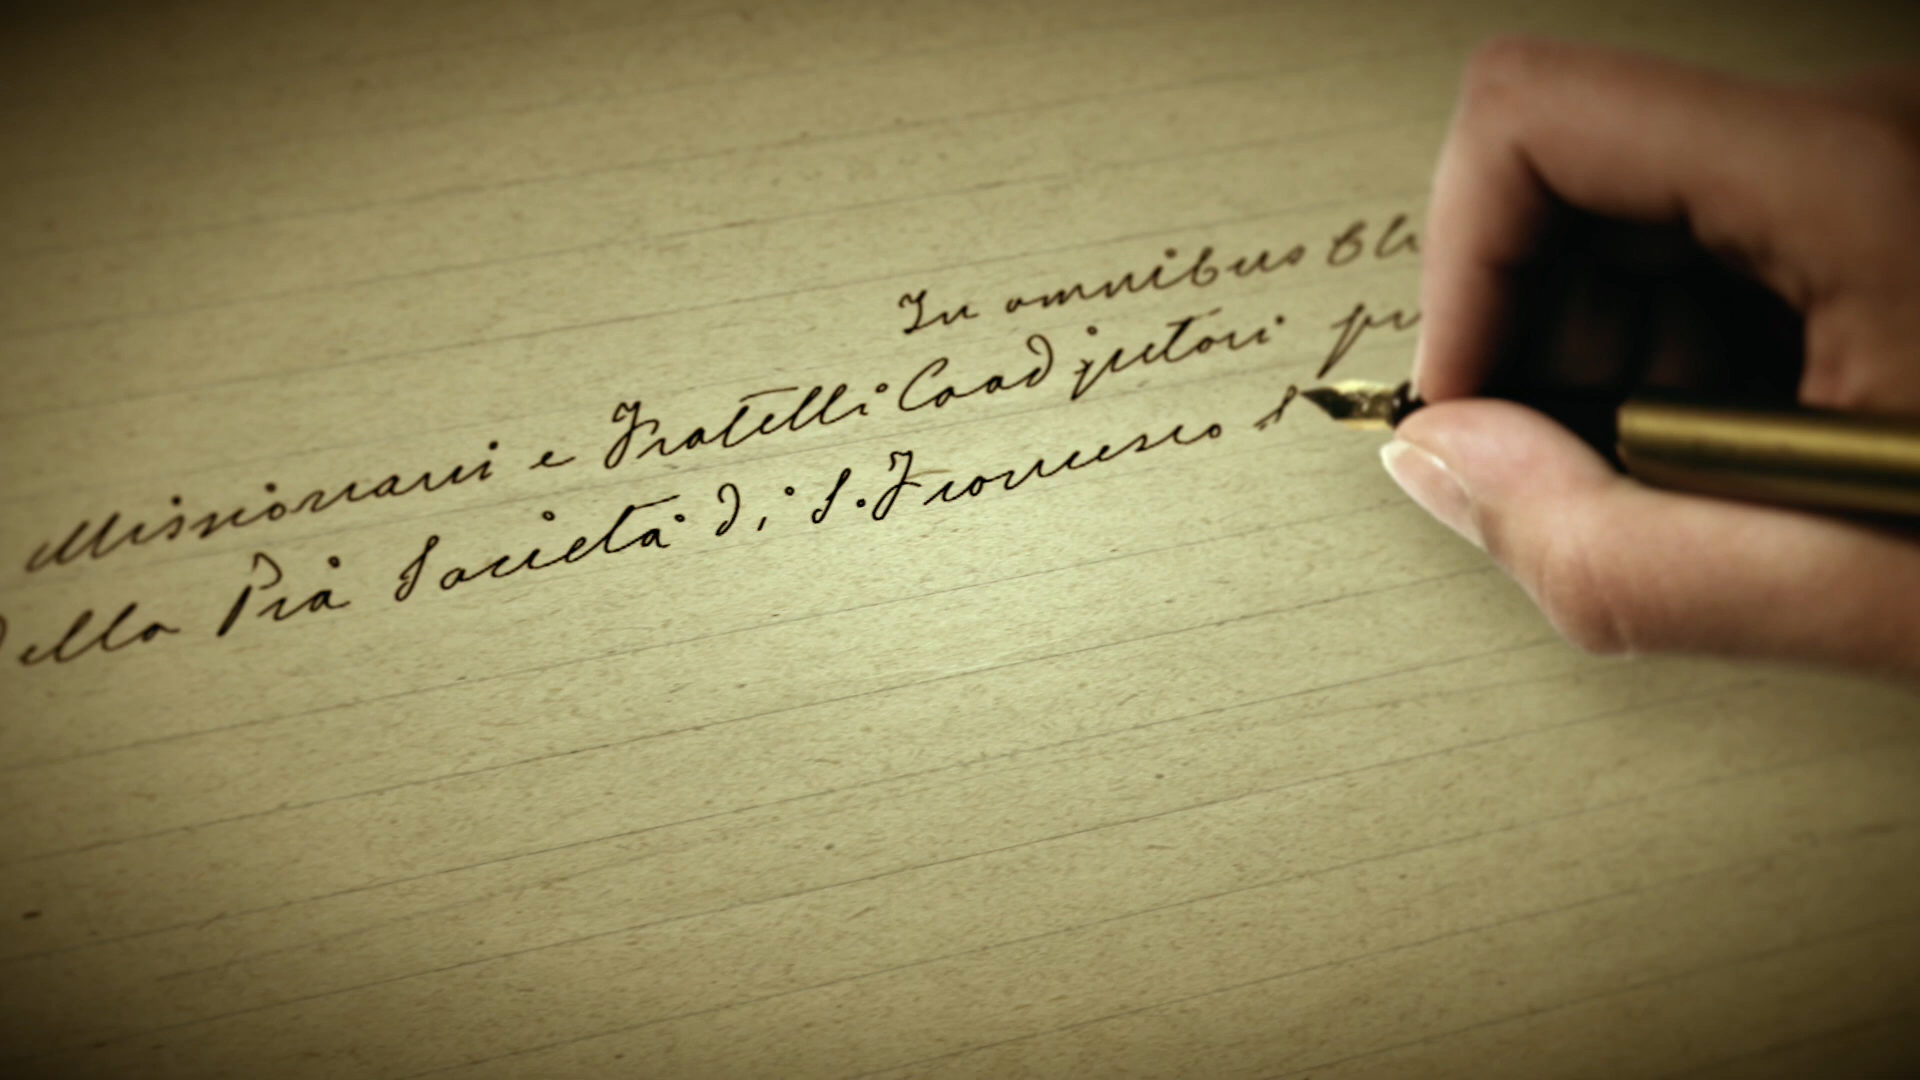 In omnibus
Missionari e Fratelli Coadjutori
della Pia Società di S. Francesco